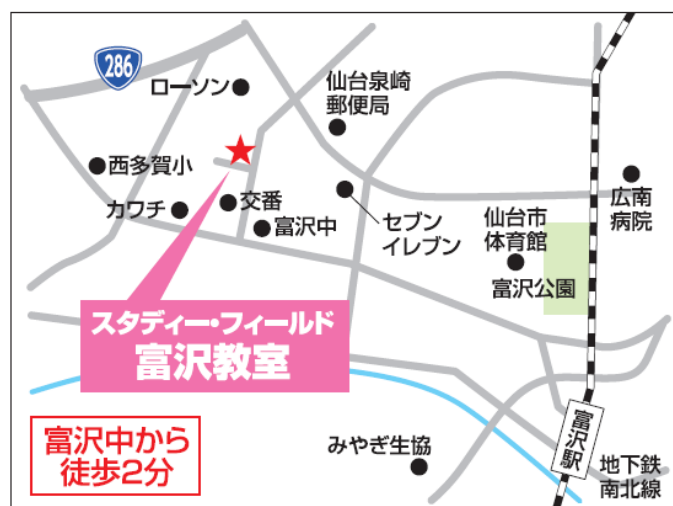 286
ローソン
仙台泉崎
郵便局
西多賀小
交番
カワチ
富沢中
セブン
イレブン
仙台市
体育館
富沢公園
広南
病院
スタディー・フィールド
富沢教室
富沢中から
徒歩2分
みやぎ生協
富沢駅
地下鉄
南北線